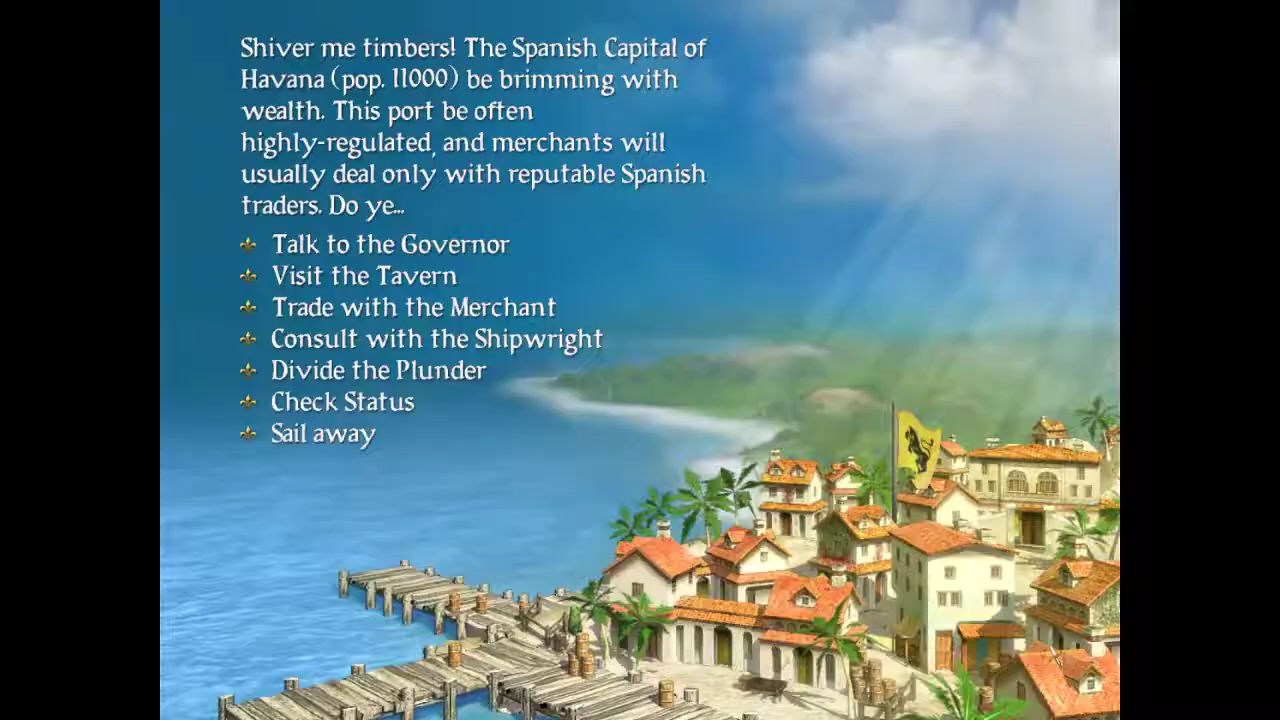 Shiver me timbers! The Spanish Capital of
Havana (pop. 11000) be brimming with
wealth. This port be often
highly-regulated, and merchants will
usually deal only with reputable Spanish
traders. Do ye...
Talk to the Governor
Visit the Tavern
Trade with the Merchant
Consult with the Shipwright
Divide the Plunder
Check Status
Sail away